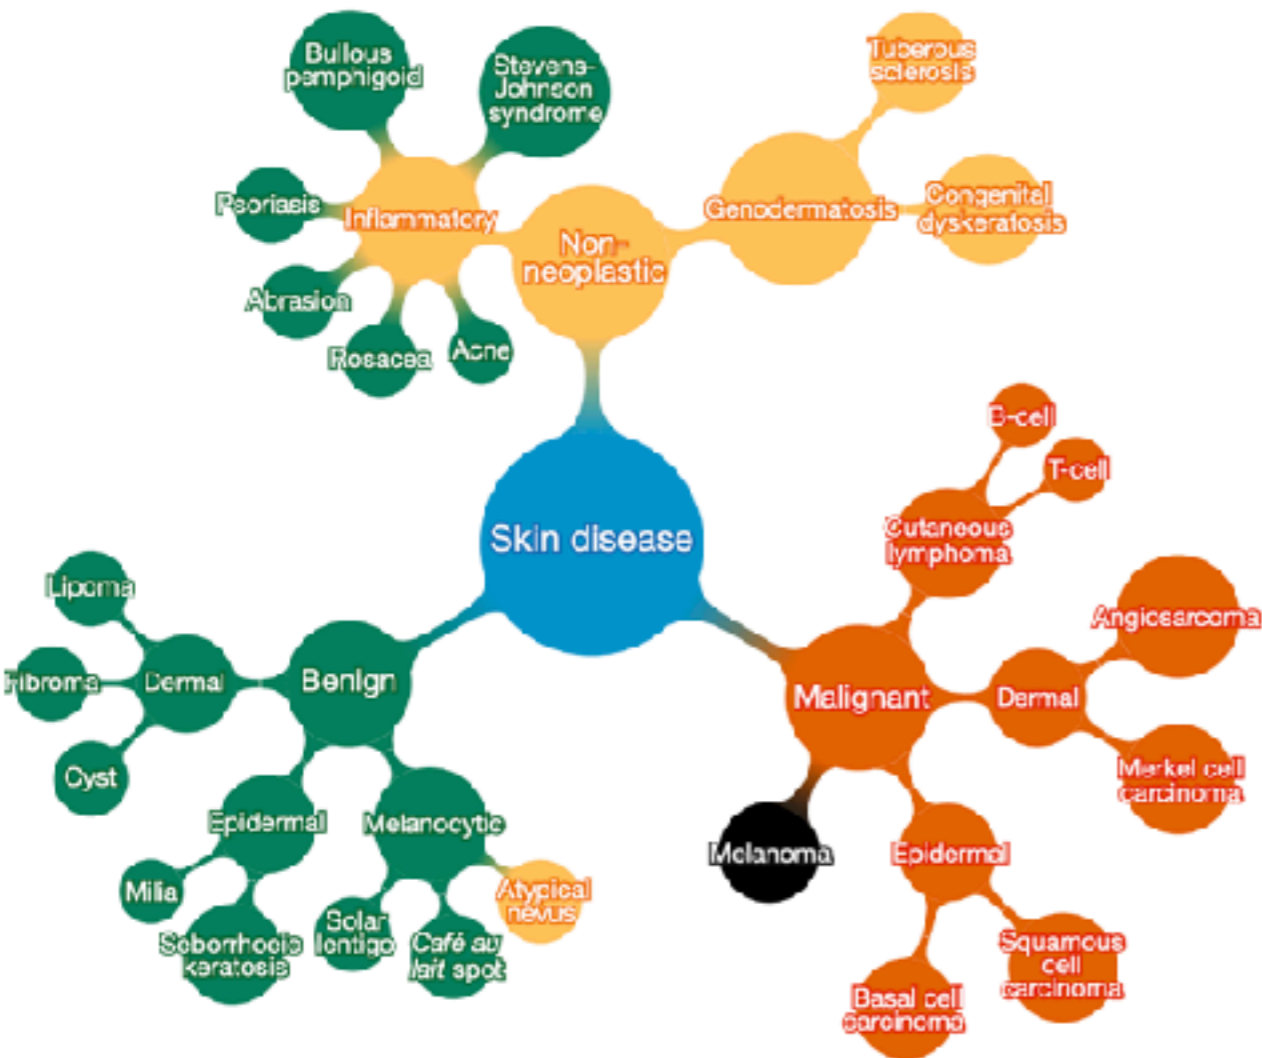 Bullous
pemphigoid
Stevens-
Johnson
syndrome
Tuberous
sclerosis
Psoriasis
Inflammatory
Genodermatosis
Congenital
dyskeratosis
Non-
neoplastic
Abrasion
Rosacea
Acne
B-cell
T-cell
Skin disease
Cutaneous
lymphoma
Lipoma
Angiosarcoma
Fibroma
Dermal
Benign
Malignant
Dermal
Cyst
Merkel cell
carcinoma
Epidermal
Melanocytic
Melanoma
Epidermal
Milia
Atypical
nevus
Solar
lentigo
Seborrhoeic
keratosis
Café au
lait spot
Squamous
cell
carcinoma
Basal cell
carcinoma